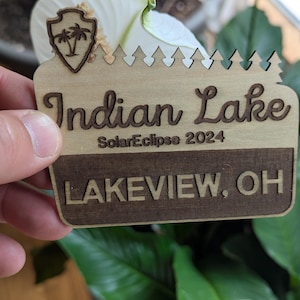 Indian Lake
SolarEclipse 2024
LAKEVIEW, OH